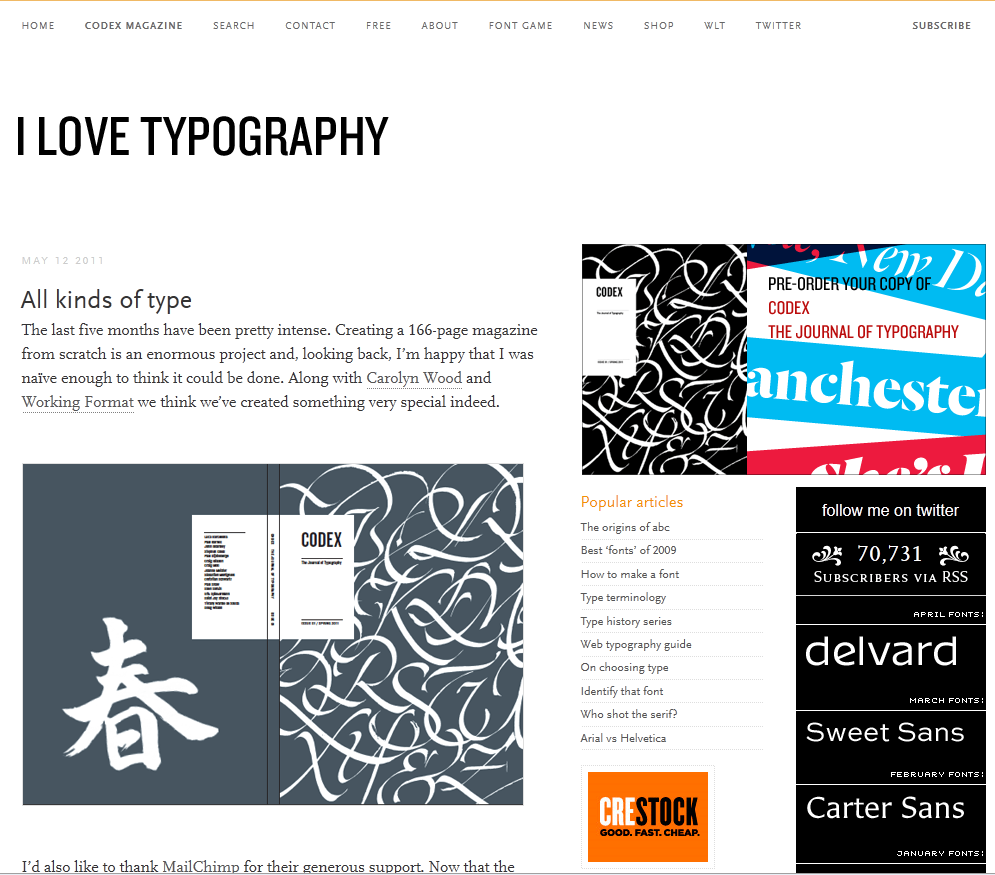 HOME CODEX MAGAZINE SEARCH CONTACT FREE ABOUT FONT GAME NEWS SHOP WLT TWITTER SUBSCRIBE
I LOVE TYPOGRAPHY
MAY 12 2011
All kinds of type
The last five months have been pretty intense. Creating a 166-page magazine
from scratch is an enormous project and, looking back, I'm happy that I was
naïve enough to think it could be done. Along with Carolyn Wood and
Working Format we think we've created something very special indeed.
CODEX
The Journal of Typography
春
I'd also like to thank MailChimp for their generous support. Now that the
CODEX
New Da
PRE-ORDER YOUR COPY OF
CODEX
THE JOURNAL OF TYPOGRAPHY
anchester
She's
Popular articles
The origins of abc
Best 'fonts' of 2009
How to make a font
Type terminology
Type history series
Web typography guide
On choosing type
Identify that font
Who shot the serif?
Arial vs Helvetica
CRESTOCK
GOOD. FAST. CHEAP.
follow me on twitter
70,731
SUBSCRIBERS VIA RSS
APRIL FONTS:
delvard
MARCH FONTS:
Sweet Sans
FEBRUARY FONTS:
Carter Sans
JANUARY FONTS: